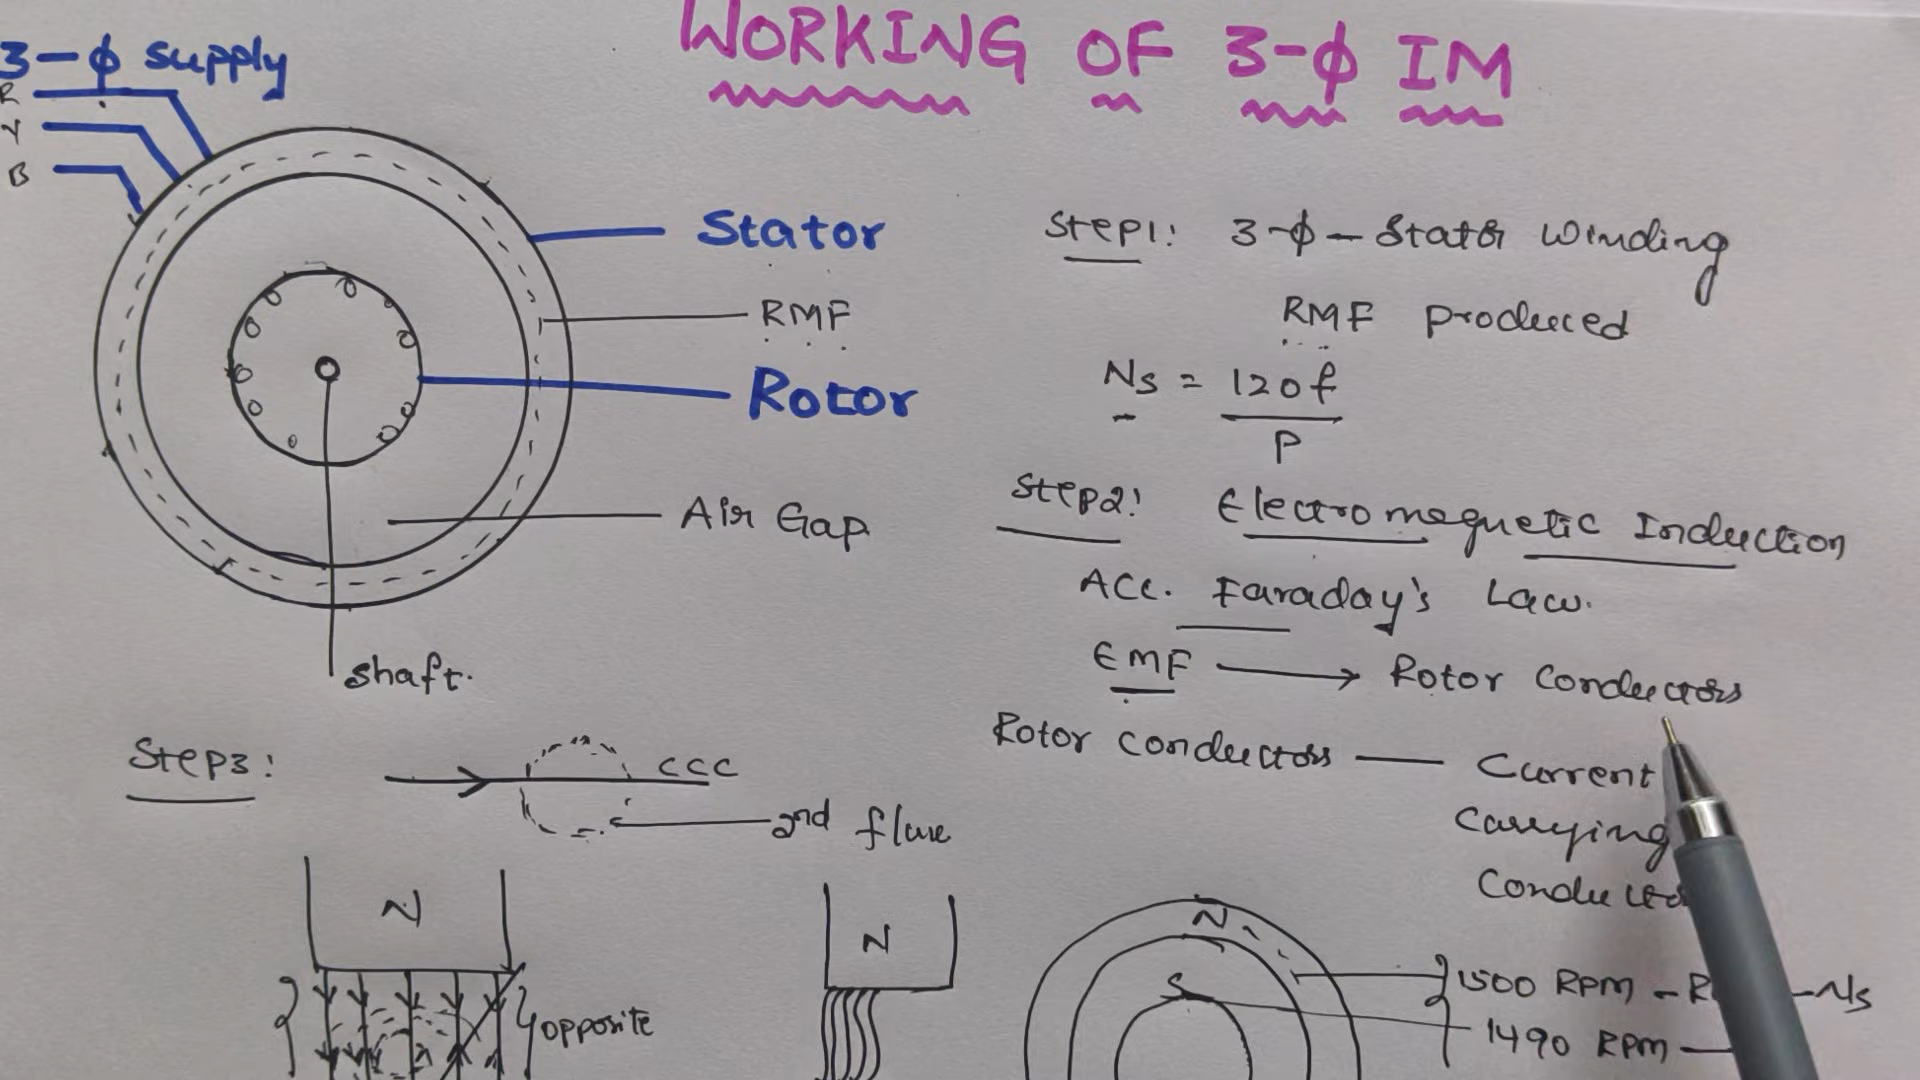 WORKING OF 3-ϕ IM
3-ϕ supply
R
Y
B
Stator
RMF
Rotor
Air Gap
shaft.
Step1: 3-ϕ - Stator winding
RMF produced
Ns = 120f
P
Step2: Electromagnetic Induction
Acc. Faraday's Law.
EMF → Rotor Conductors
Rotor conductors — Current
Carrying
Step3:
CCC
2nd flux
N
opposite
N
N
S
1500 RPM - Ns
1490 RPM —